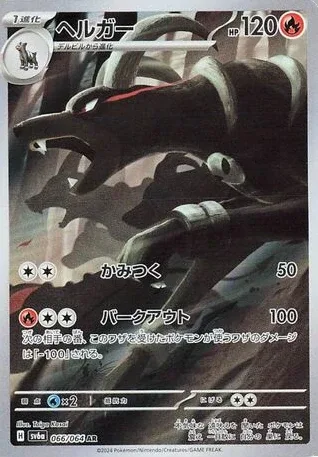 1進化
ヘルガー
HP120
デルビルから進化
かみつく 50
バークアウト 100
次の相手の番、このワザを受けたポケモンが使うワザのダメージは「-100」される。
弱点 ×2 抵抗力 にげる
Illus. Taiga Kasai
H sv6a 066/064 AR
©2024 Pokémon/Nintendo/Creatures/GAME FREAK.